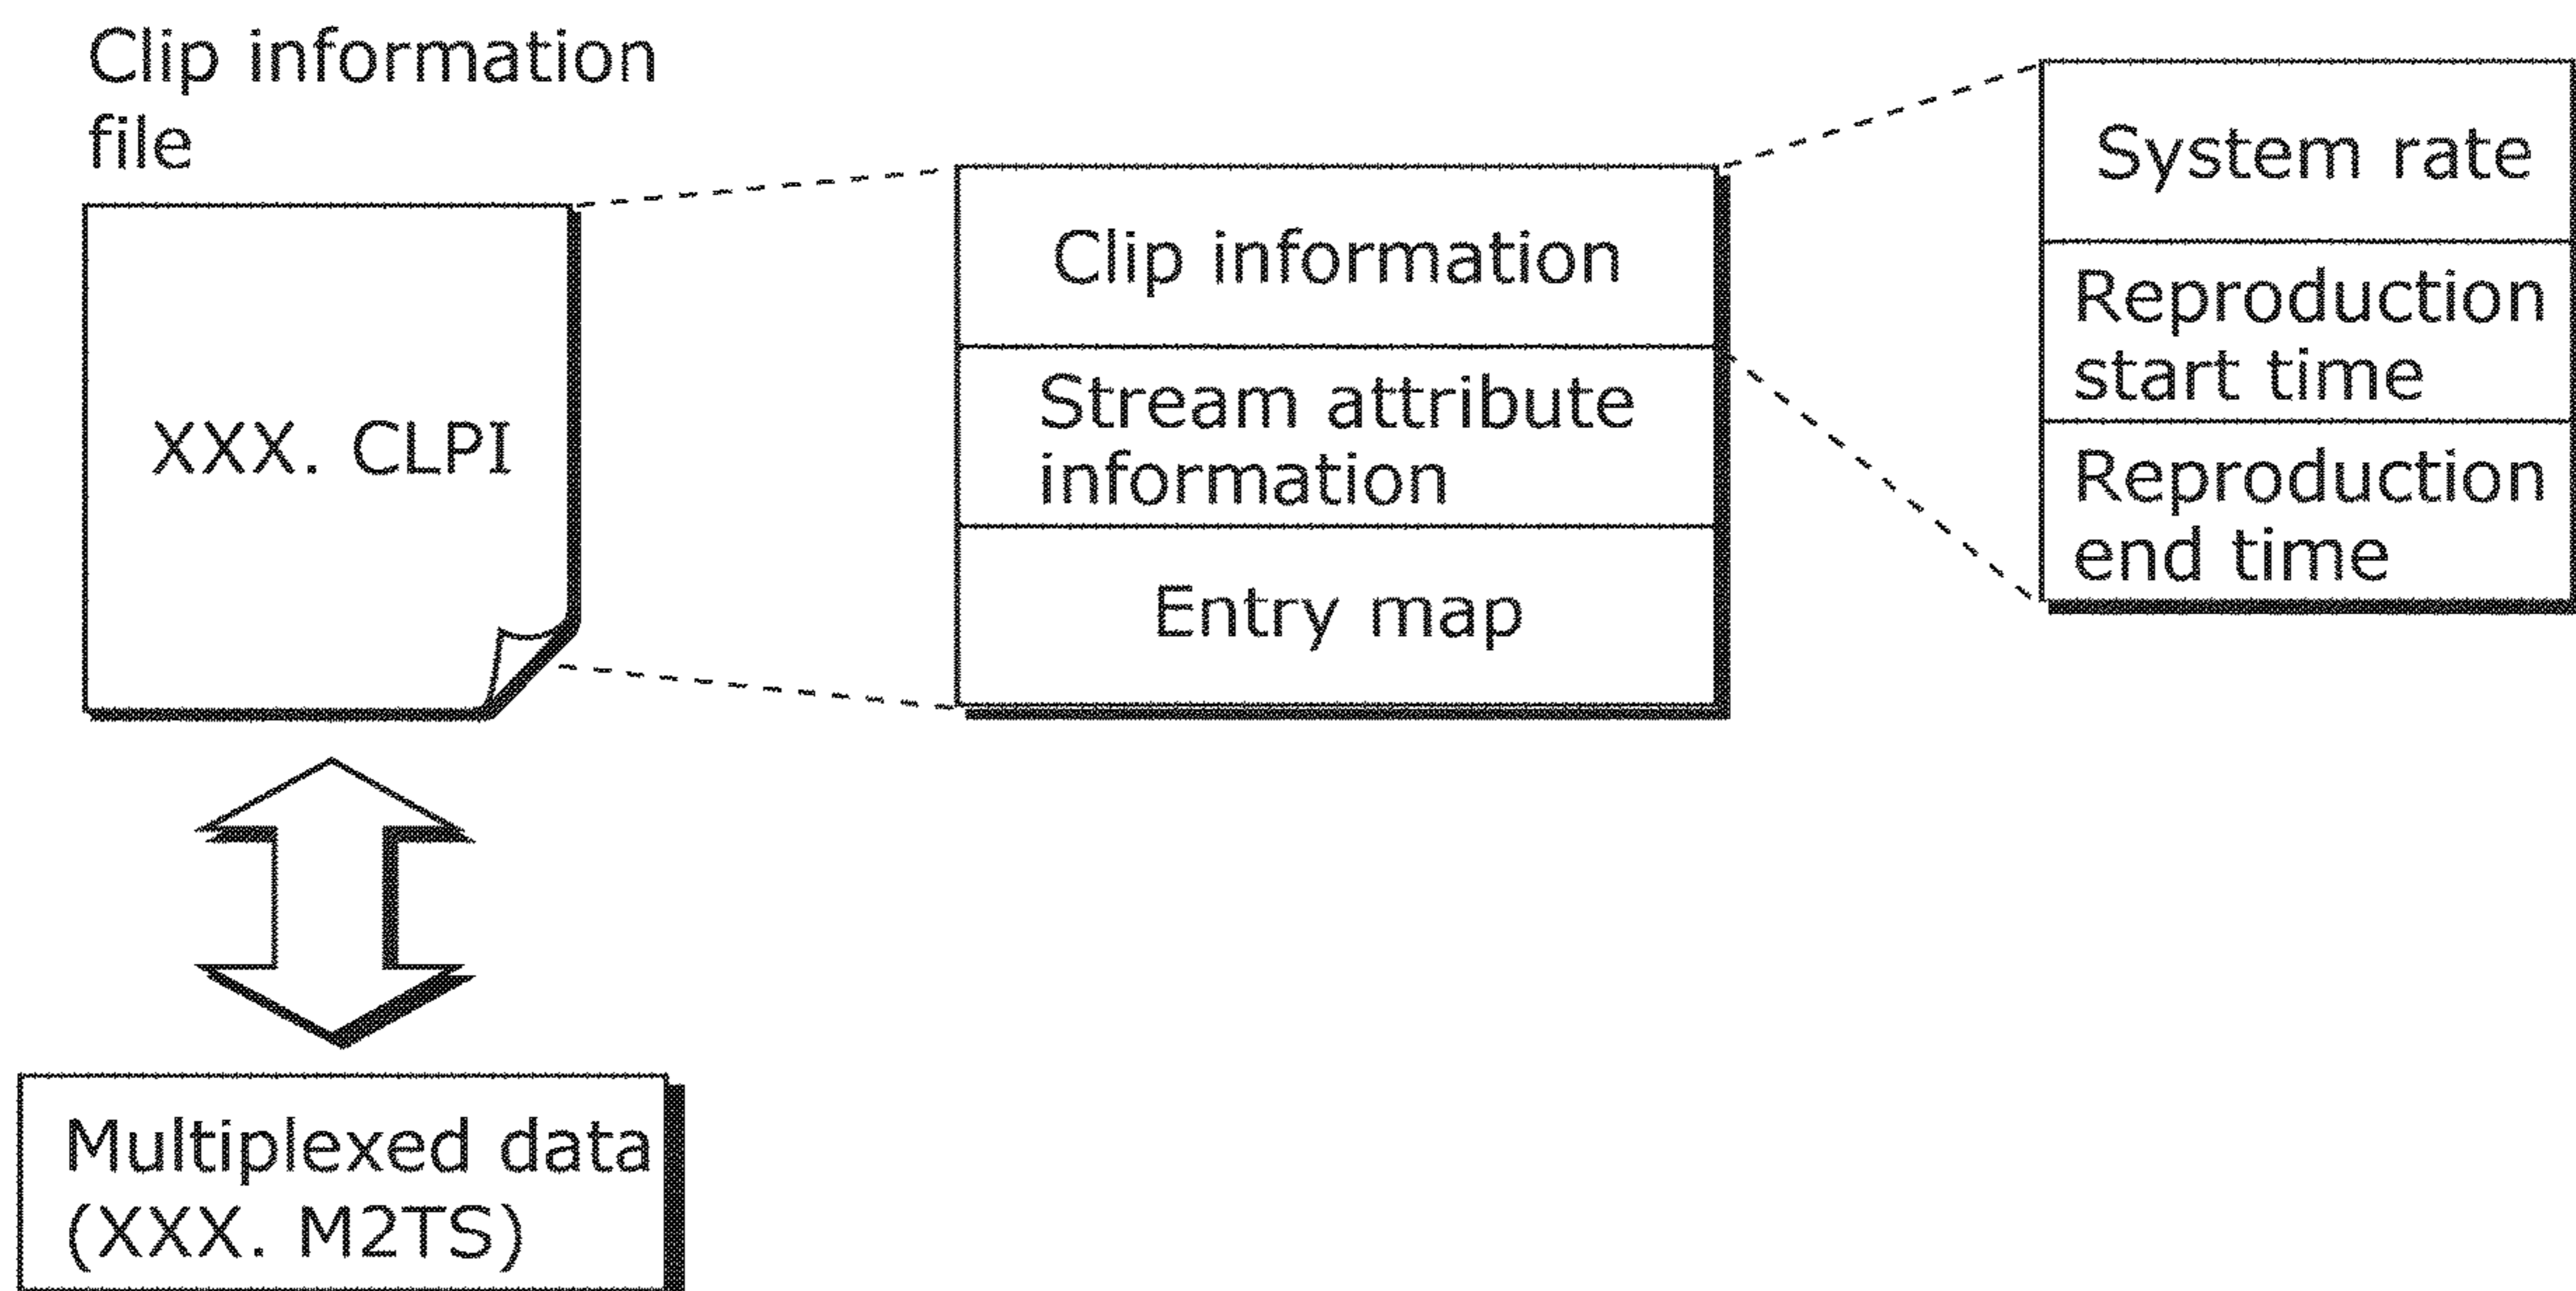 Clip information
file
XXX. CLPI
Clip information
Stream attribute
information
Entry map
System rate
Reproduction
start time
Reproduction
end time
Multiplexed data
(XXX. M2TS)